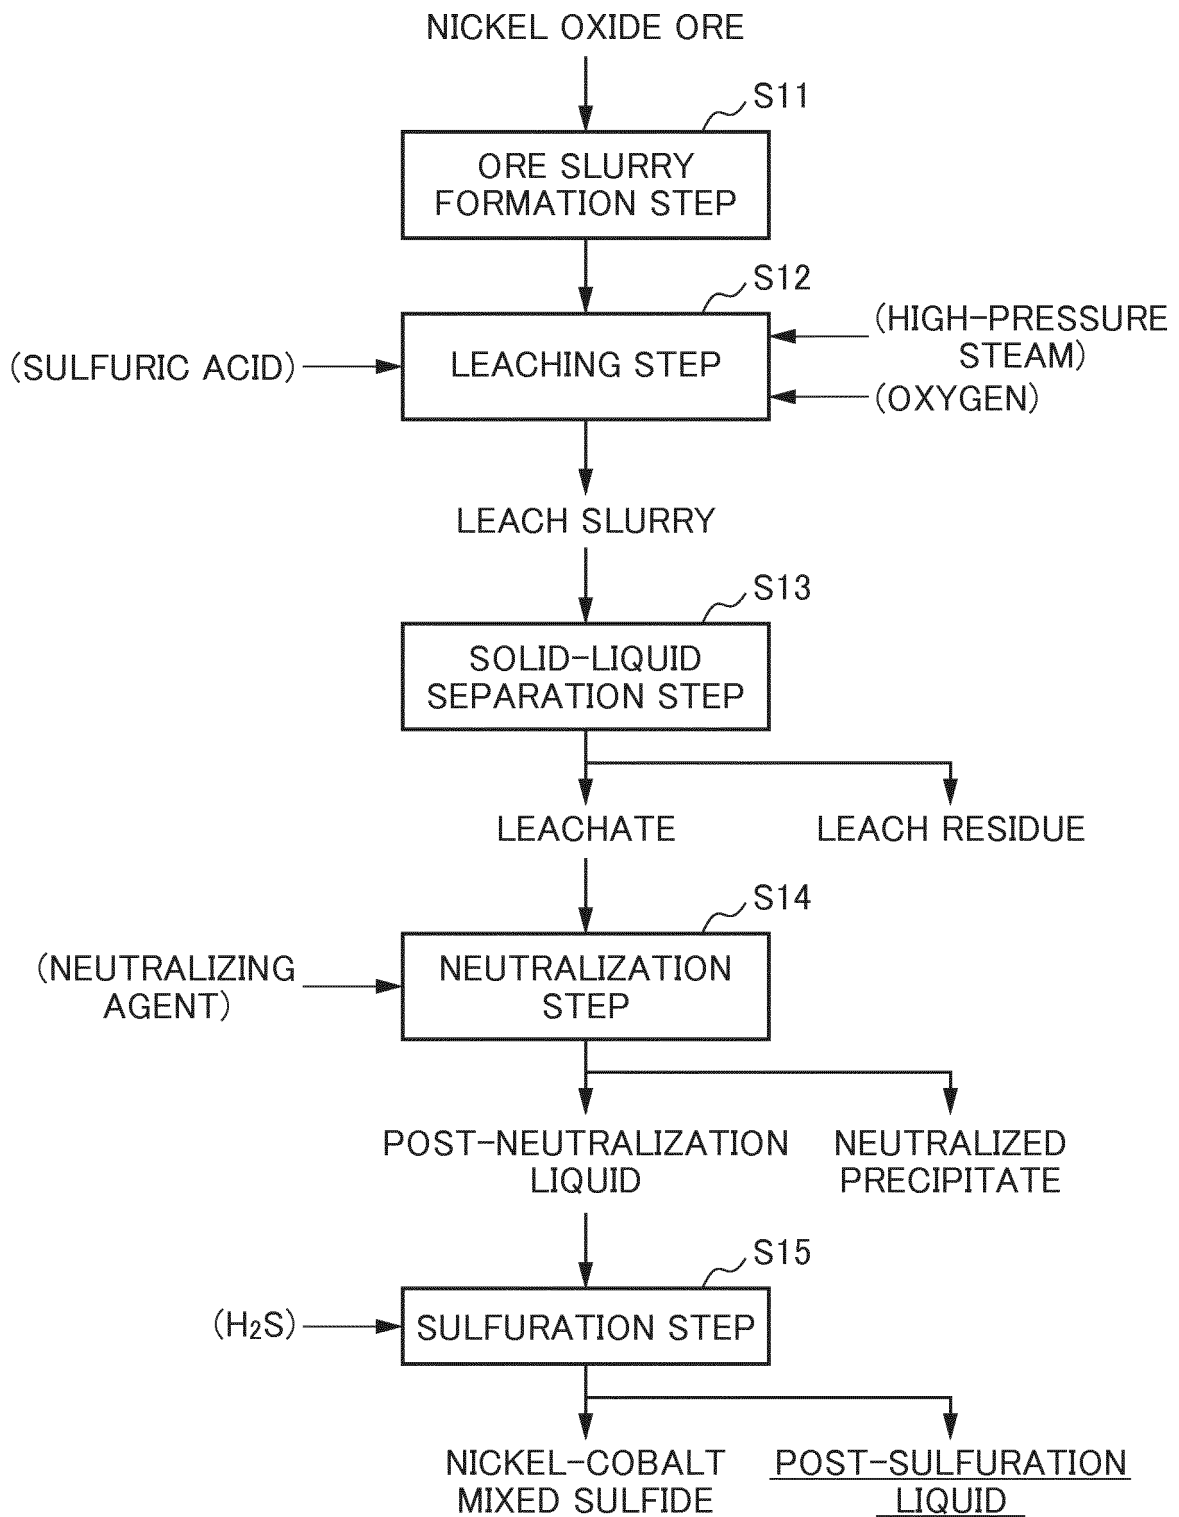 NICKEL OXIDE ORE
S11
ORE SLURRY
FORMATION STEP
S12
(HIGH-PRESSURE
STEAM)
(SULFURIC ACID)
LEACHING STEP
(OXYGEN)
LEACH SLURRY
S13
SOLID-LIQUID
SEPARATION STEP
LEACHATE
LEACH RESIDUE
S14
(NEUTRALIZING
AGENT)
NEUTRALIZATION
STEP
POST-NEUTRALIZATION
LIQUID
NEUTRALIZED
PRECIPITATE
S15
(H₂S)
SULFURATION STEP
NICKEL-COBALT
MIXED SULFIDE
POST-SULFURATION
LIQUID